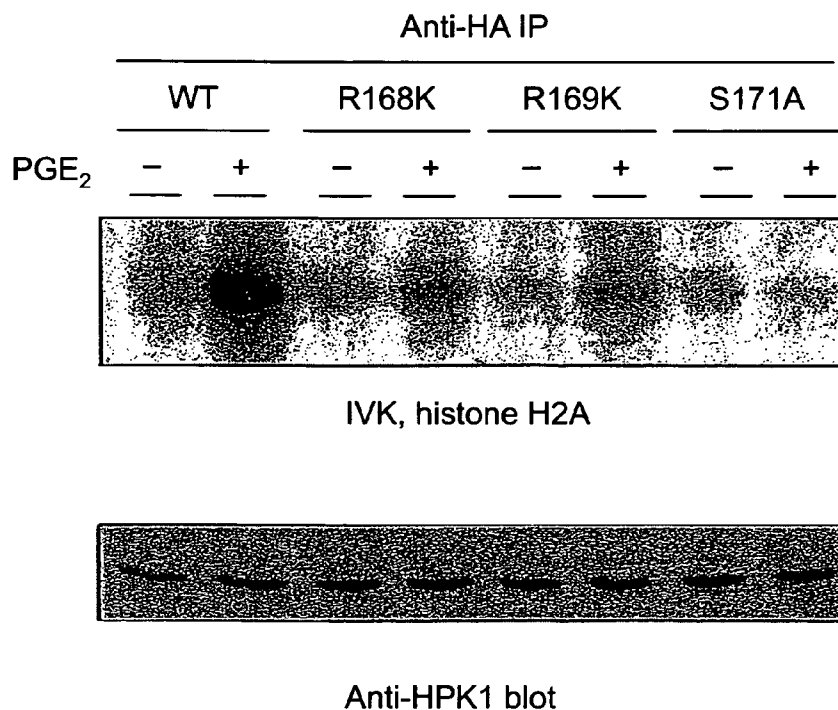 Anti-HA IP
WT R168K R169K S171A
PGE₂ − + − + − + − +
IVK, histone H2A
Anti-HPK1 blot